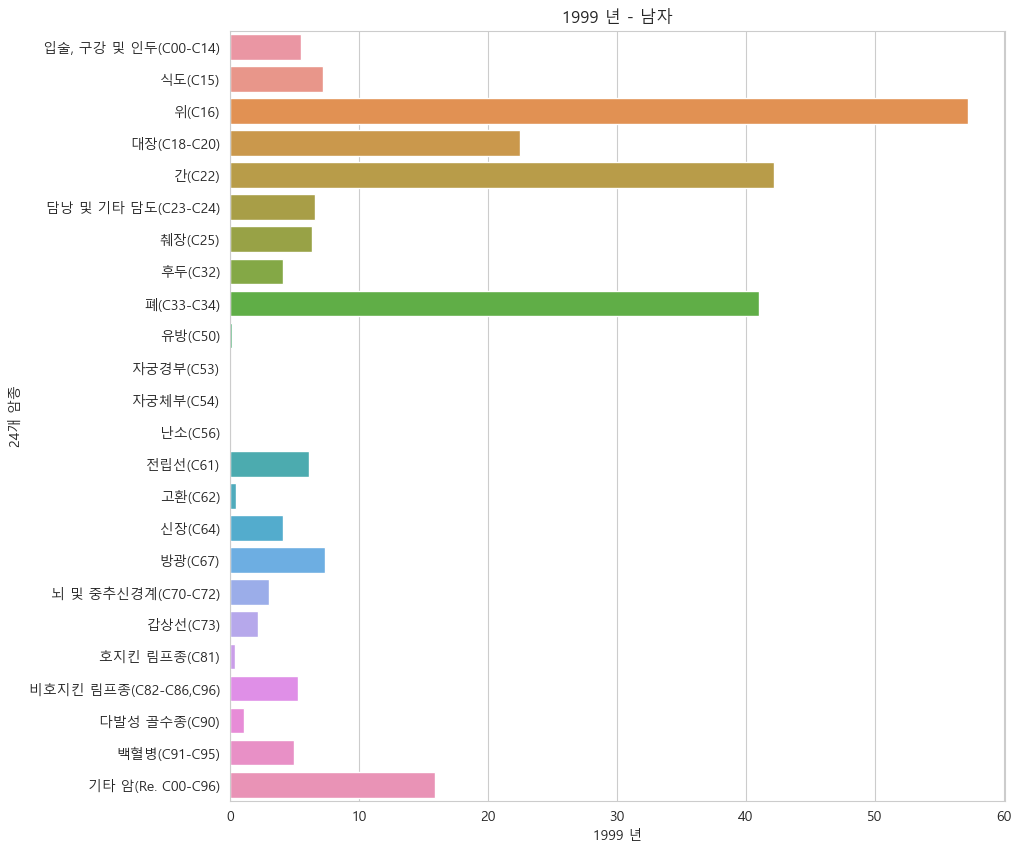 1999 년 - 남자
입술, 구강 및 인두(C00-C14)
식도(C15)
위(C16)
대장(C18-C20)
간(C22)
담낭 및 기타 담도(C23-C24)
췌장(C25)
후두(C32)
폐(C33-C34)
유방(C50)
자궁경부(C53)
자궁체부(C54)
난소(C56)
전립선(C61)
고환(C62)
신장(C64)
방광(C67)
뇌 및 중추신경계(C70-C72)
갑상선(C73)
호지킨 림프종(C81)
비호지킨 림프종(C82-C86,C96)
다발성 골수종(C90)
백혈병(C91-C95)
기타 암(Re. C00-C96)
24개 암종
0 10 20 30 40 50 60
1999 년